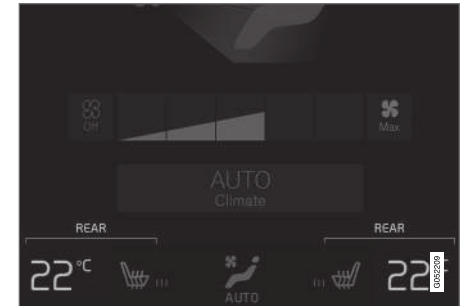 Off
Max
AUTO
Climate
REAR
REAR
22°C
22°
AUTO
G052209